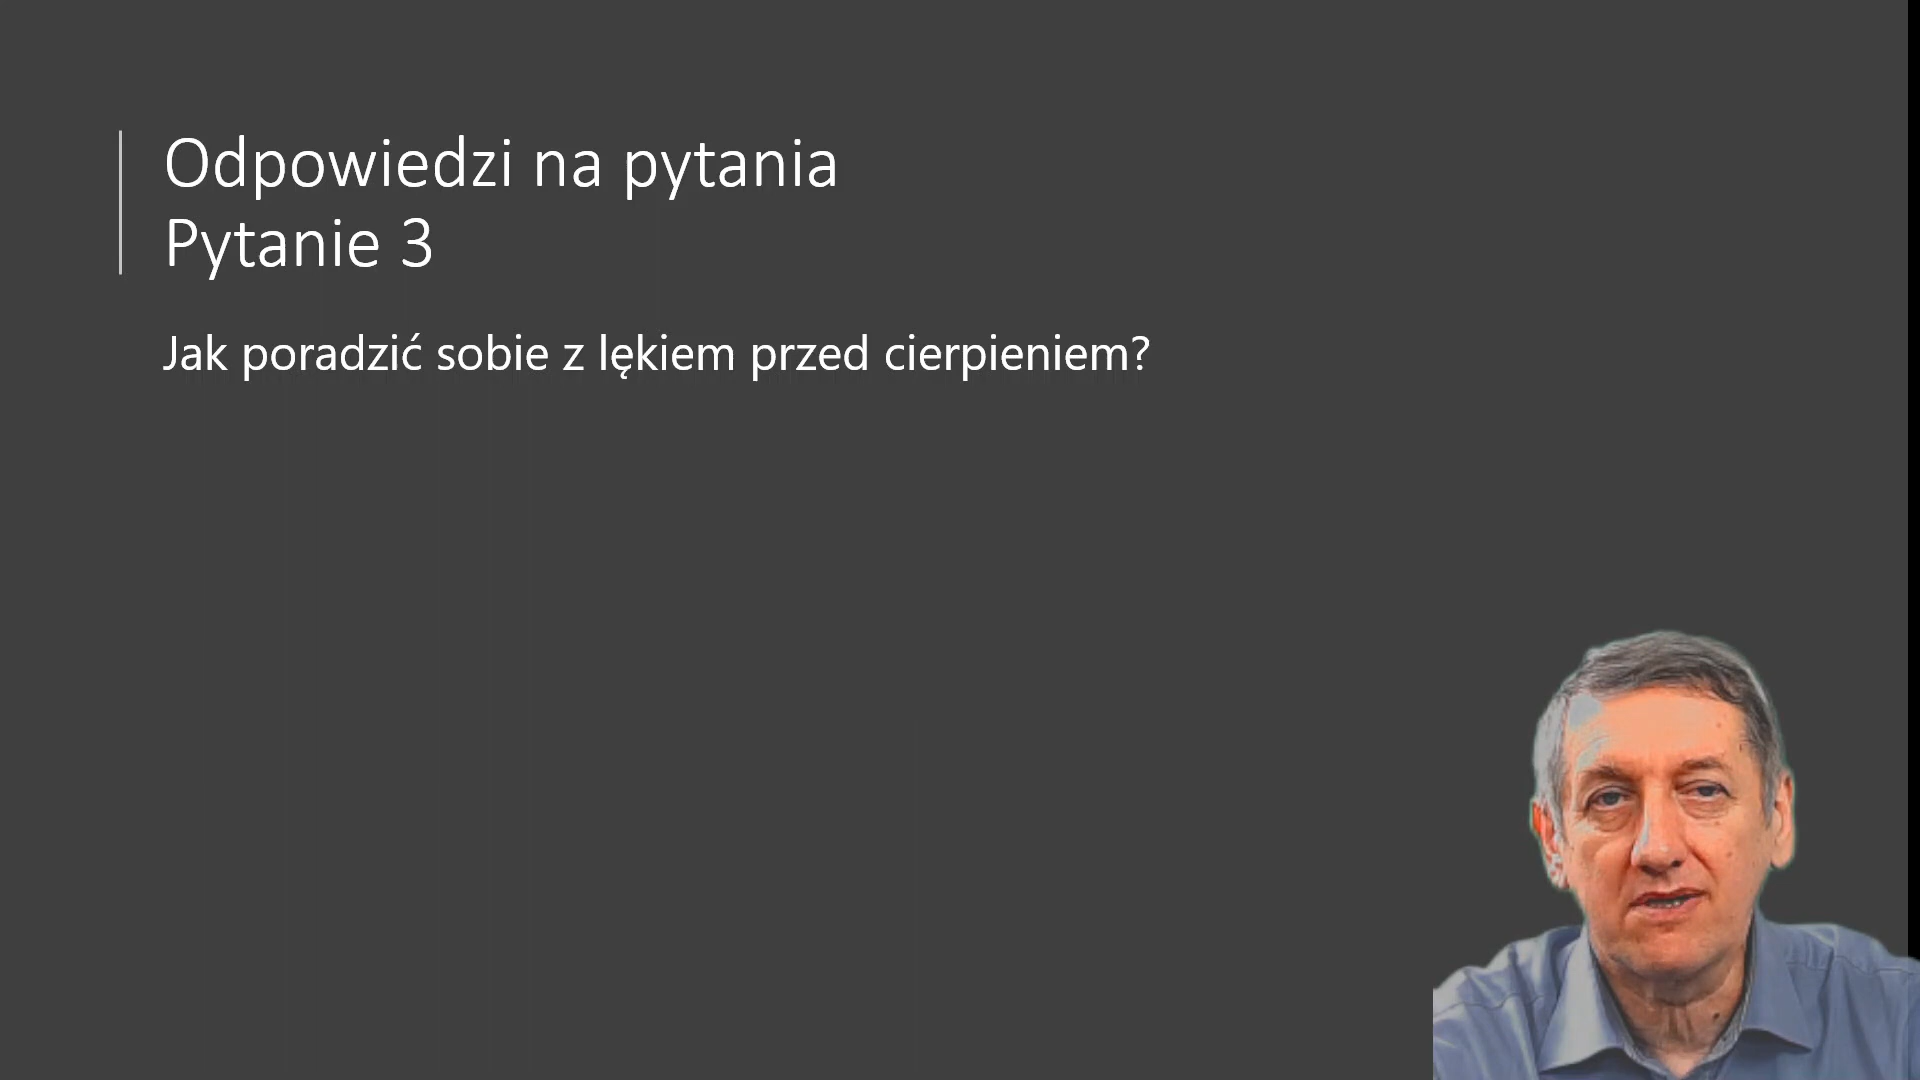 Odpowiedzi na pytania
Pytanie 3
Jak poradzić sobie z lękiem przed cierpieniem?